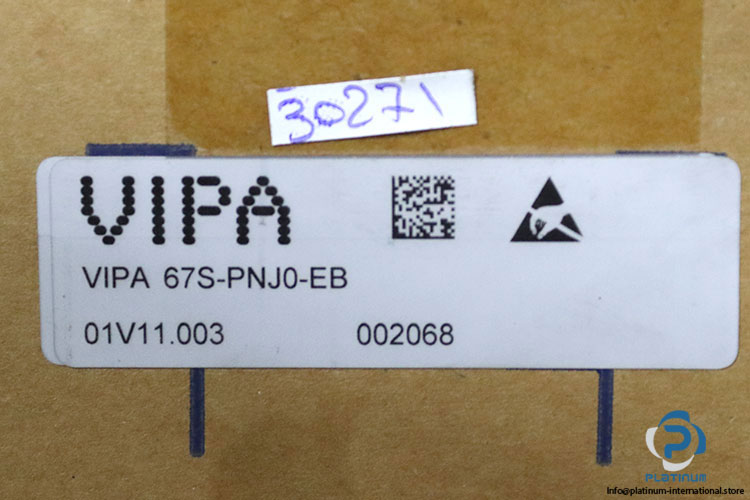 30271
VIPA
VIPA 67S-PNJ0-EB
01V11.003 002068
PLATINUM
Info@platinum-international.store